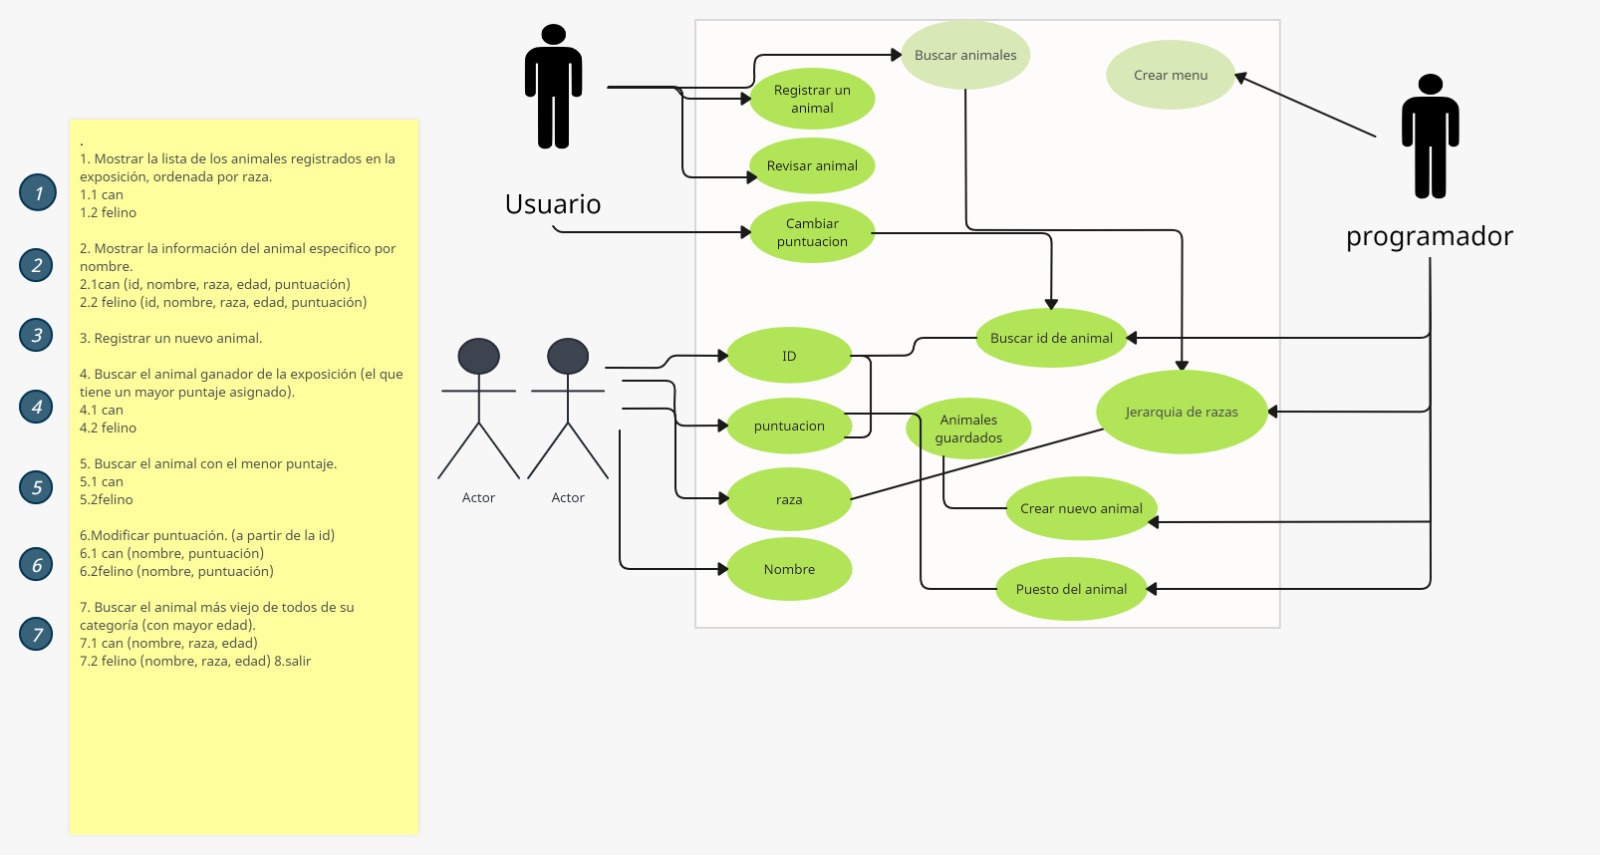 .
1. Mostrar la lista de los animales registrados en la
exposición, ordenada por raza.
1.1 can
1.2 felino
2. Mostrar la información del animal especifico por
nombre.
2.1can (id, nombre, raza, edad, puntuación)
2.2 felino (id, nombre, raza, edad, puntuación)
3. Registrar un nuevo animal.
4. Buscar el animal ganador de la exposición (el que
tiene un mayor puntaje asignado).
4.1 can
4.2 felino
5. Buscar el animal con el menor puntaje.
5.1 can
5.2felino
6.Modificar puntuación. (a partir de la id)
6.1 can (nombre, puntuación)
6.2felino (nombre, puntuación)
7. Buscar el animal más viejo de todos de su
categoría (con mayor edad).
7.1 can (nombre, raza, edad)
7.2 felino (nombre, raza, edad) 8.salir
1
2
3
4
5
6
7
Usuario
Actor
Actor
Buscar animales
Crear menu
Registrar un
animal
Revisar animal
Cambiar
puntuacion
programador
ID
Buscar id de animal
puntuacion
Animales
guardados
Jerarquia de razas
raza
Crear nuevo animal
Nombre
Puesto del animal